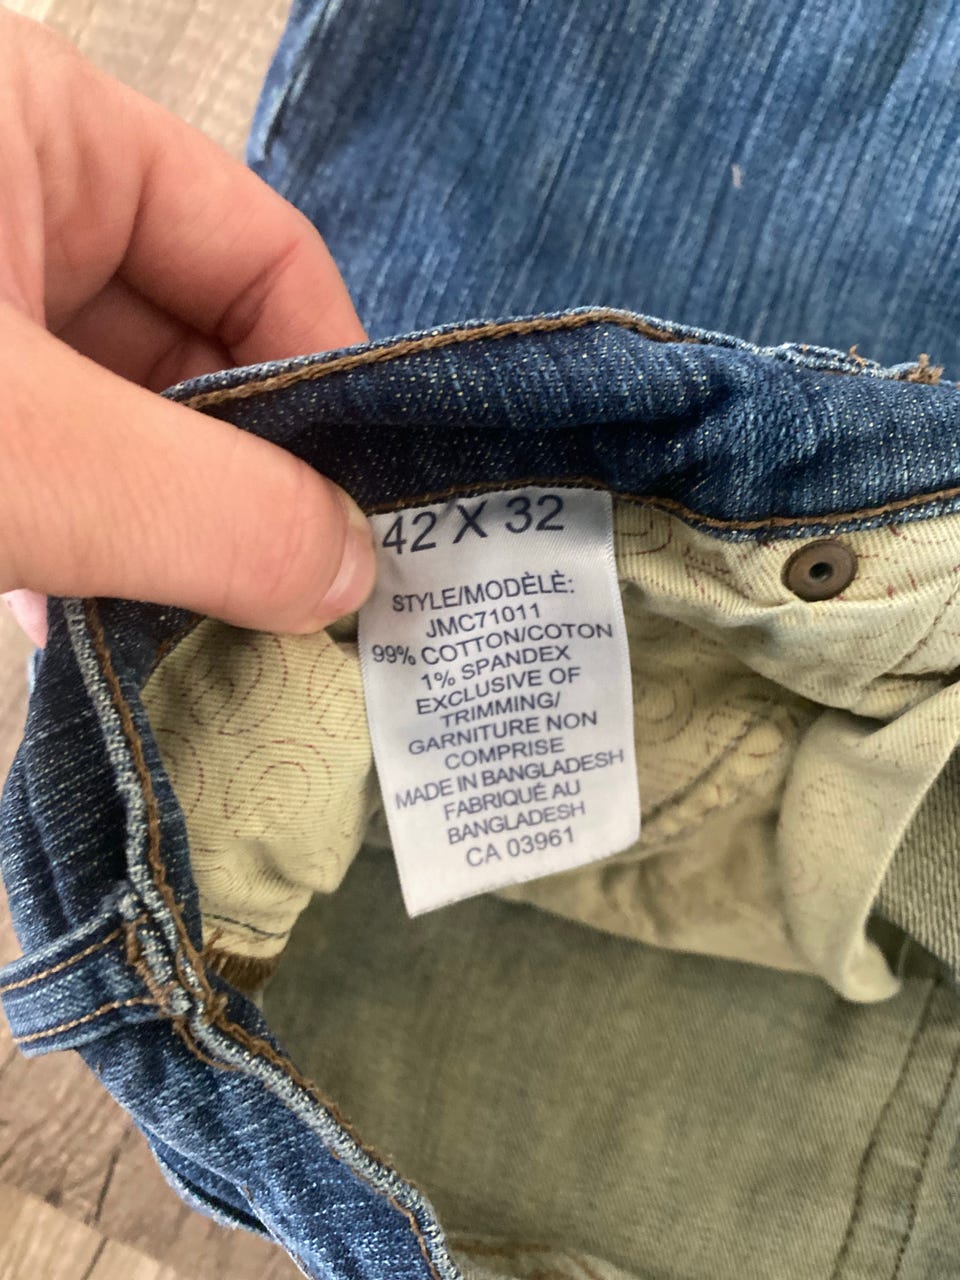 42 X 32
STYLE/MODÈLÈ:
JMC71011
99% COTTON/COTON
1% SPANDEX
EXCLUSIVE OF
TRIMMING/
GARNITURE NON
COMPRISE
MADE IN BANGLADESH
FABRIQUÉ AU
BANGLADESH
CA 03961